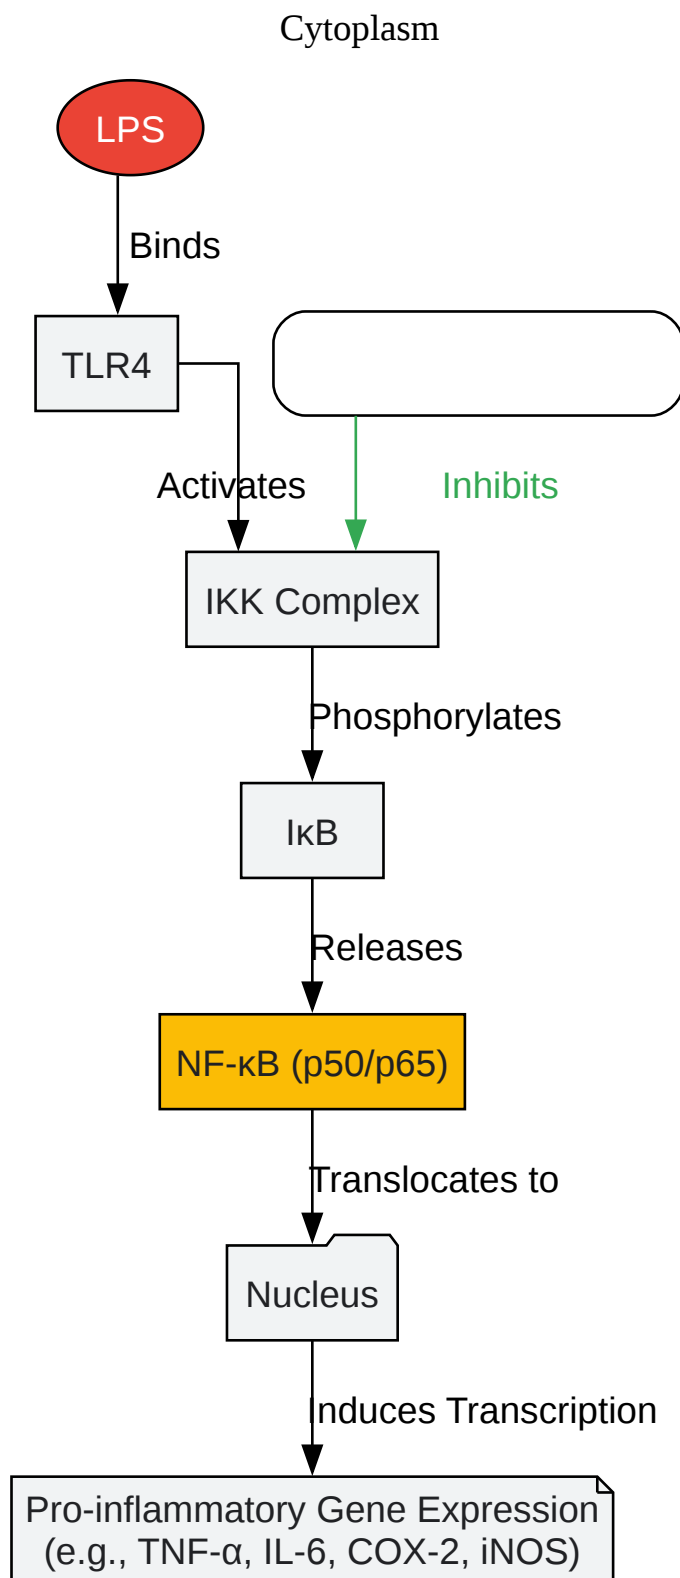 Cytoplasm
LPS
Binds
TLR4
Activates
Inhibits
IKK Complex
Phosphorylates
IκB
Releases
NF-κB (p50/p65)
Translocates to
Nucleus
Induces Transcription
Pro-inflammatory Gene Expression
(e.g., TNF-α, IL-6, COX-2, iNOS)